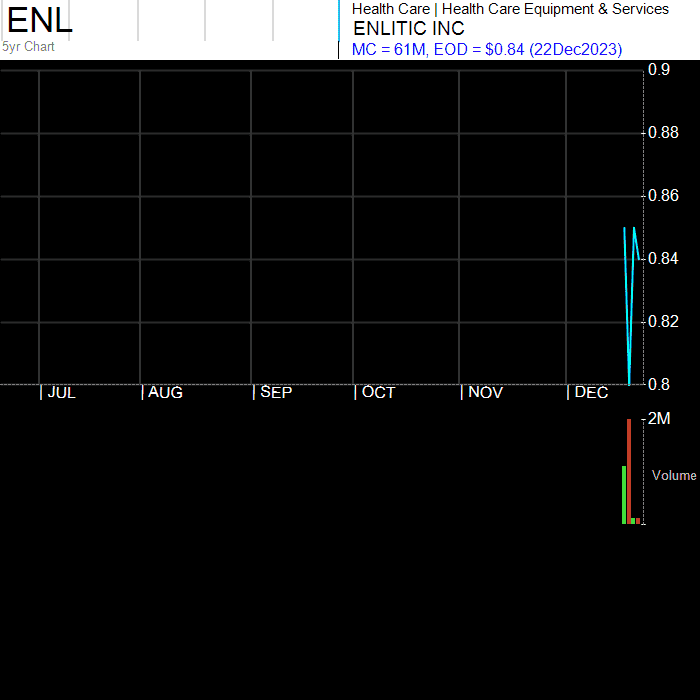 ENL
5yr Chart
Health Care | Health Care Equipment & Services
ENLITIC INC
MC = 61M, EOD = $0.84 (22Dec2023)
0.9
0.88
0.86
0.84
0.82
0.8
| JUL | AUG | SEP | OCT | NOV | DEC
2M
Volume